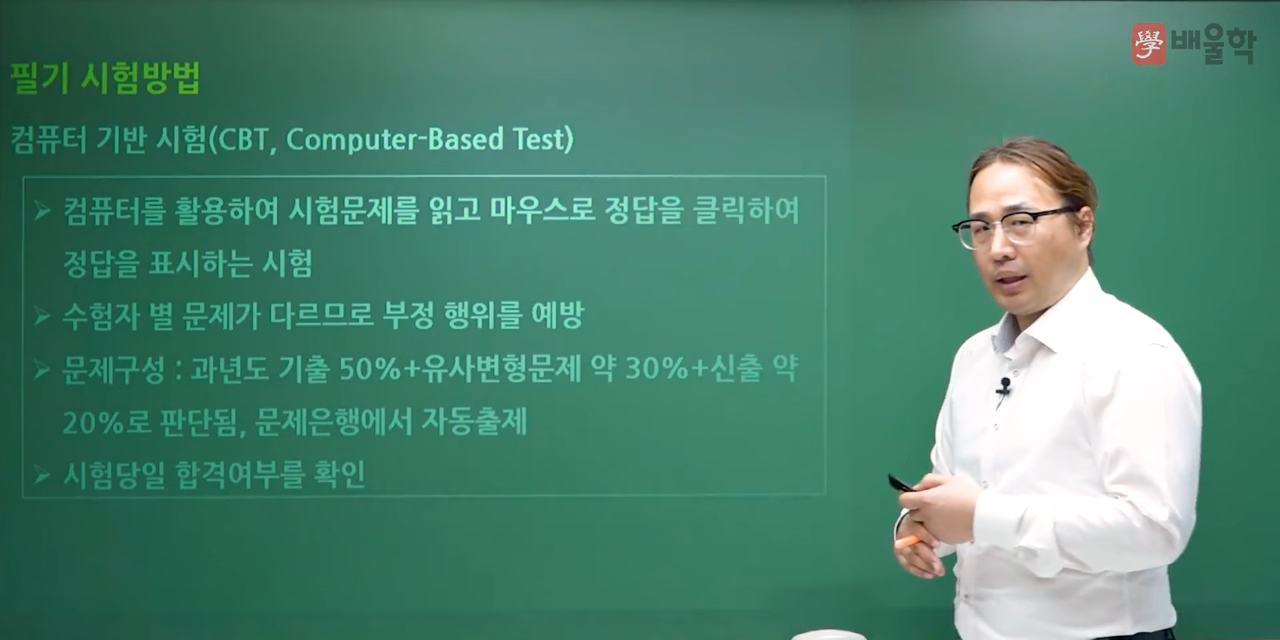 學 배울학
필기 시험방법
컴퓨터 기반 시험(CBT, Computer-Based Test)
➢ 컴퓨터를 활용하여 시험문제를 읽고 마우스로 정답을 클릭하여
정답을 표시하는 시험
➢ 수험자 별 문제가 다르므로 부정 행위를 예방
➢ 문제구성 : 과년도 기출 50%+유사변형문제 약 30%+신출 약
20%로 판단됨, 문제은행에서 자동출제
➢ 시험당일 합격여부를 확인